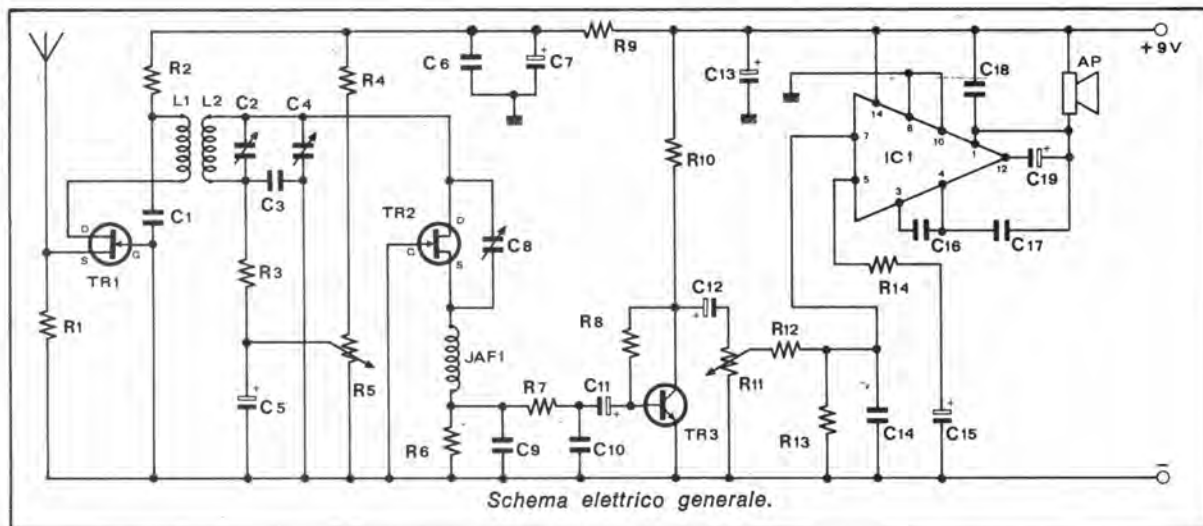 R9
+ 9V
C6
C7
C13
C18
AP
R2
R4
L1
L2
C2
C4
14
8
10
7
IC1
1
12
R10
C19
5
3
4
C3
TR2
D
G
S
C8
C1
D
S
G
TR1
C16
C17
R3
R14
C12
R8
R12
R1
JAF1
R5
R11
C5
R7
C11
TR3
R6
C9
C10
R13
C14
C15
−
Schema elettrico generale.